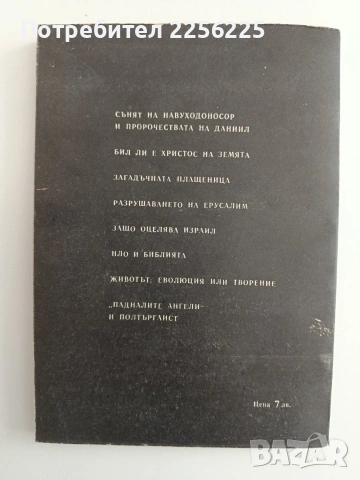 Потребител 2256225
СЪНЯТ НА НАВУХОДОНОСОР
И ПРОРОЧЕСТВАТА НА ДАНИИЛ
БИЛ ЛИ Е ХРИСТОС НА ЗЕМЯТА
ЗАГАДЪЧНАТА ПЛАЩЕНИЦА
РАЗРУШАВАНЕТО НА ЕРУСАЛИМ
ЗАЩО ОЦЕЛЯВА ИЗРАИЛ
НЛО И БИБЛИЯТА
ЖИВОТЪТ: ЕВОЛЮЦИЯ ИЛИ ТВОРЕНИЕ
„ПАДНАЛИТЕ АНГЕЛИ—
И ПОЛТЪРГАЙСТ
Цена 7 лв.
bazar